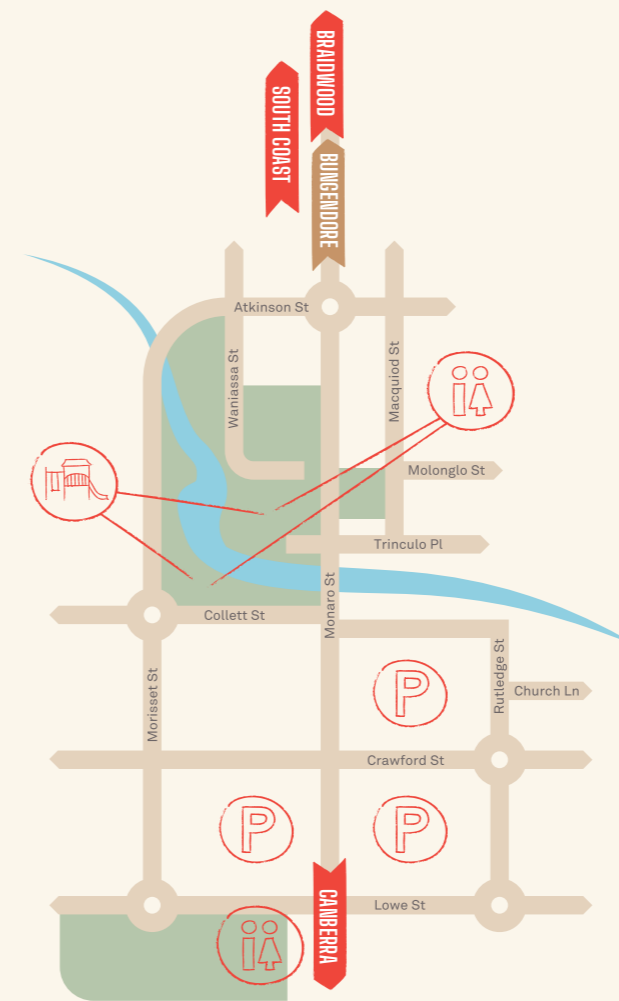 BRAIDWOOD
SOUTH COAST
BUNGENDORE
Atkinson St
Waniassa St
Macquiod St
Molonglo St
Trinculo Pl
Monaro St
Collett St
Rutledge St
Church Ln
Morisset St
P
Crawford St
P
P
CANBERRA
Lowe St